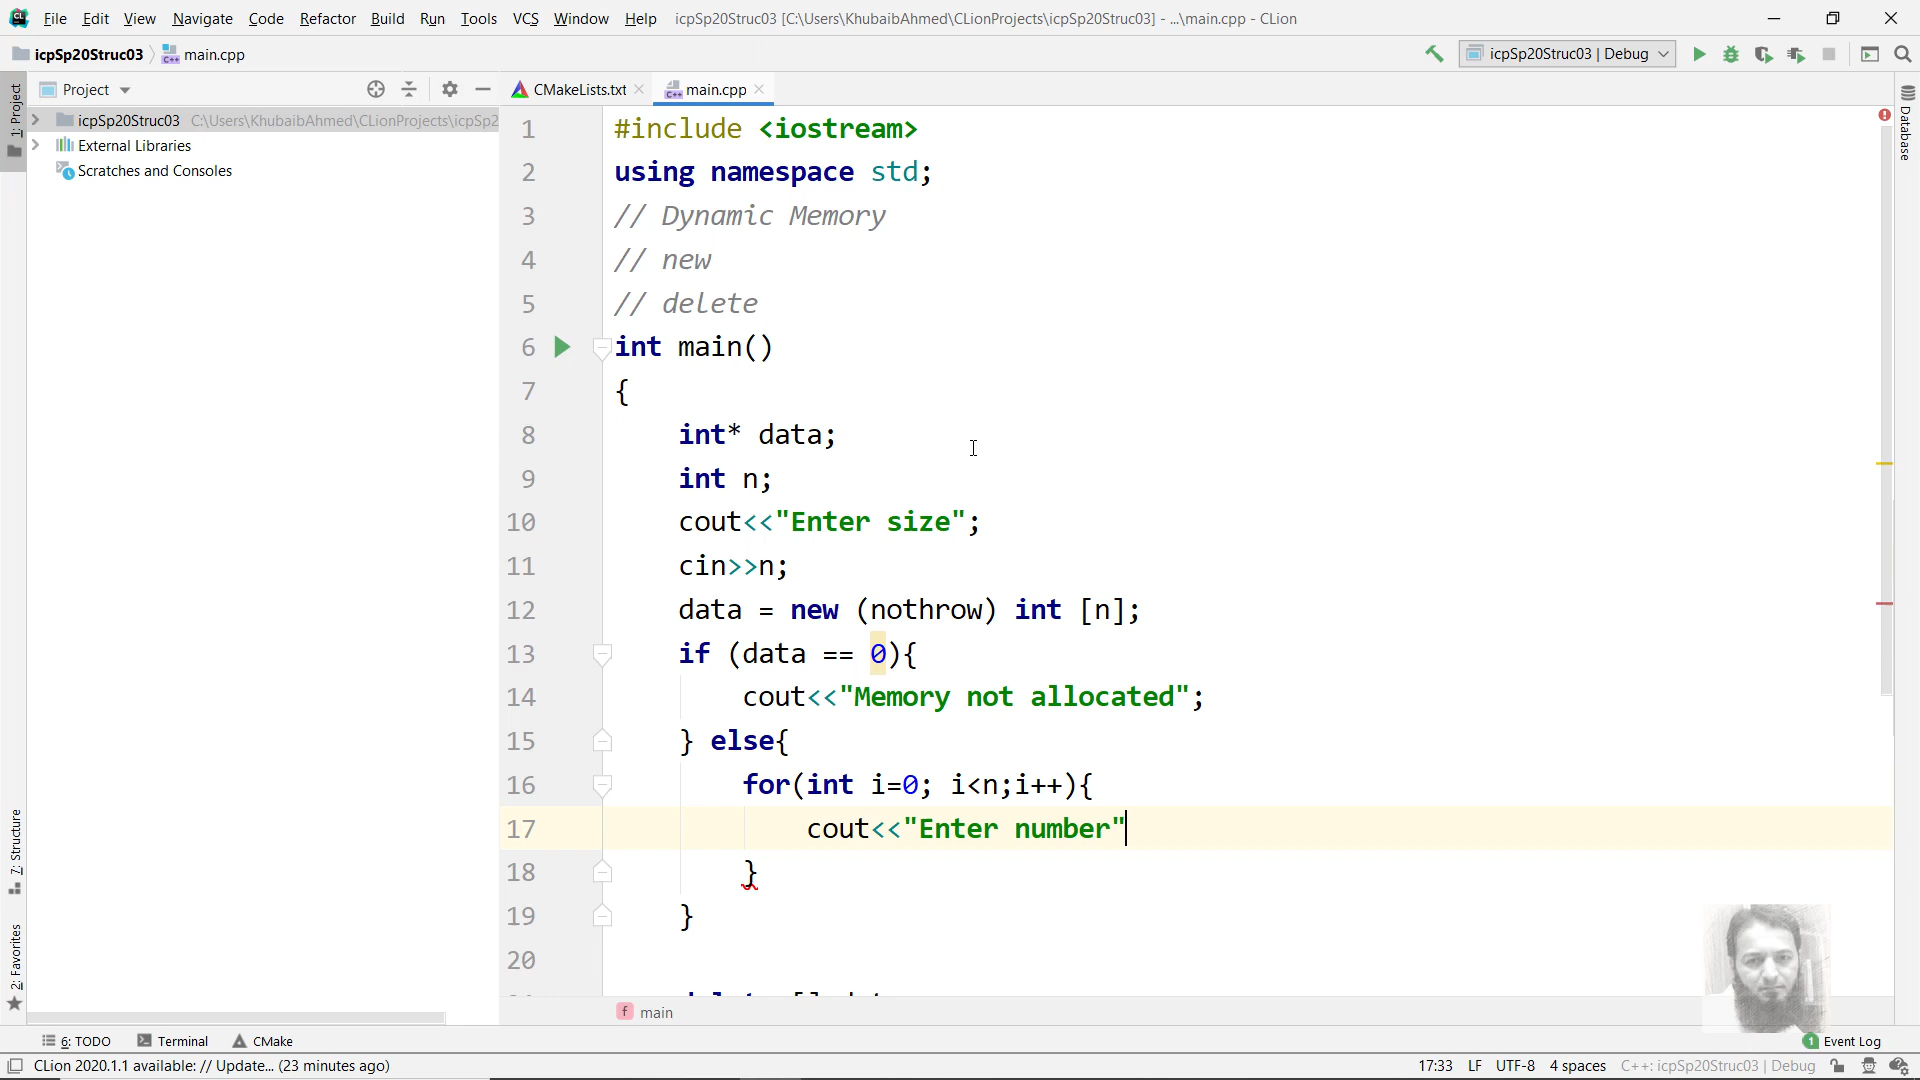 File Edit View Navigate Code Refactor Build Run Tools VCS Window Help icpSp20Struc03 [C:\Users\KhubaibAhmed\CLionProjects\icpSp20Struc03] - ...\main.cpp - CLion
icpSp20Struc03 main.cpp icpSp20Struc03 | Debug
Project CMakeLists.txt main.cpp
1: Project
icpSp20Struc03 C:\Users\KhubaibAhmed\CLionProjects\icpSp2
External Libraries
Scratches and Consoles
7: Structure
2: Favorites
1 #include <iostream>
2 using namespace std;
3 // Dynamic Memory
4 // new
5 // delete
6 int main()
7 {
8 int* data;
9 int n;
10 cout<<"Enter size";
11 cin>>n;
12 data = new (nothrow) int [n];
13 if (data == 0){
14 cout<<"Memory not allocated";
15 } else{
16 for(int i=0; i<n;i++){
17 cout<<"Enter number"
18 }
19 }
20
main
Database
6: TODO Terminal CMake 1 Event Log
CLion 2020.1.1 available: // Update... (23 minutes ago) 17:33 LF UTF-8 4 spaces C++: icpSp20Struc03 | Debug